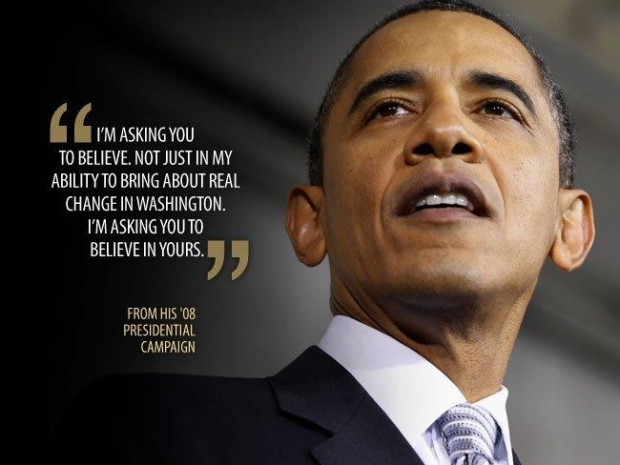 “I’M ASKING YOU
TO BELIEVE. NOT JUST IN MY
ABILITY TO BRING ABOUT REAL
CHANGE IN WASHINGTON.
I’M ASKING YOU TO
BELIEVE IN YOURS.”
FROM HIS ’08
PRESIDENTIAL
CAMPAIGN